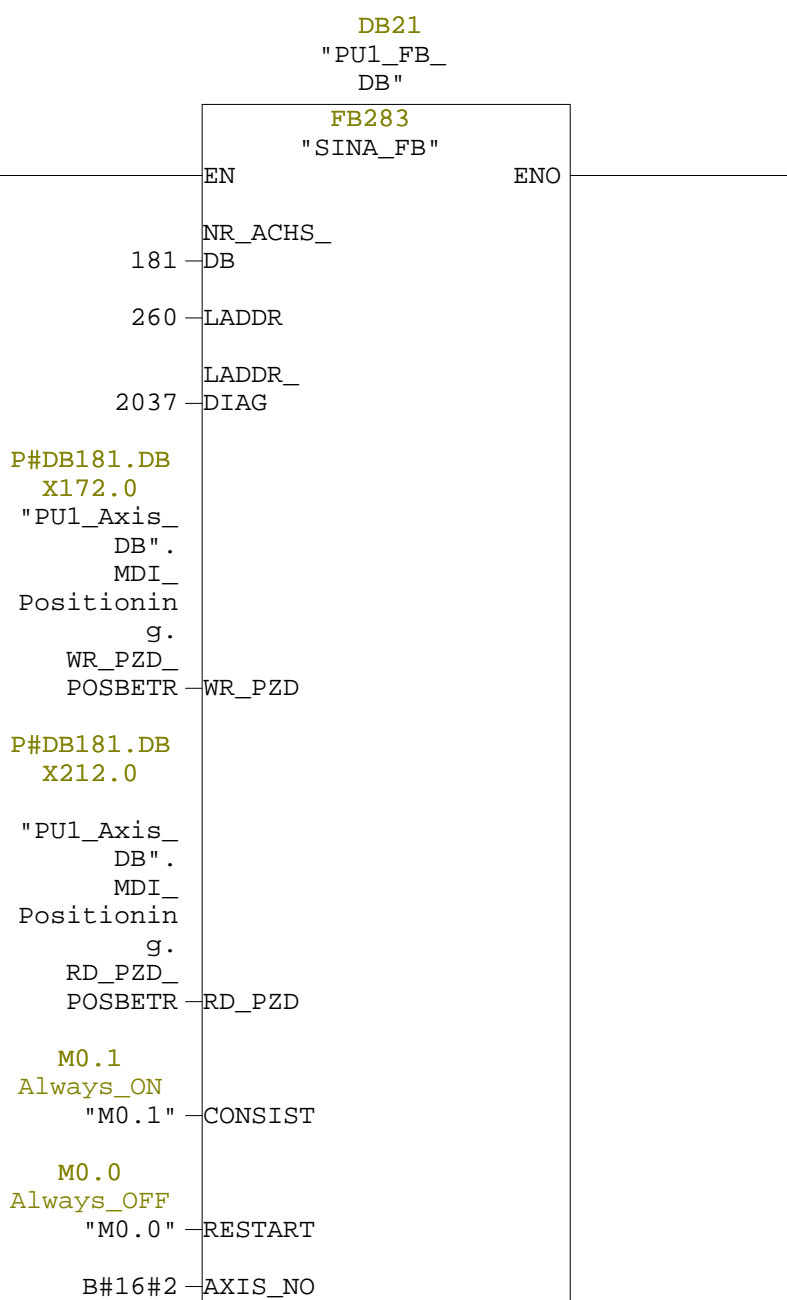 DB21
"PU1_FB_
DB"
FB283
"SINA_FB"
EN ENO
NR_ACHS_
181 DB
260 LADDR
LADDR_
2037 DIAG
P#DB181.DB
X172.0
"PU1_Axis_
DB".
MDI_
Positionin
g.
WR_PZD_
POSBETR WR_PZD
P#DB181.DB
X212.0
"PU1_Axis_
DB".
MDI_
Positionin
g.
RD_PZD_
POSBETR RD_PZD
M0.1
Always_ON
"M0.1" CONSIST
M0.0
Always_OFF
"M0.0" RESTART
B#16#2 AXIS_NO